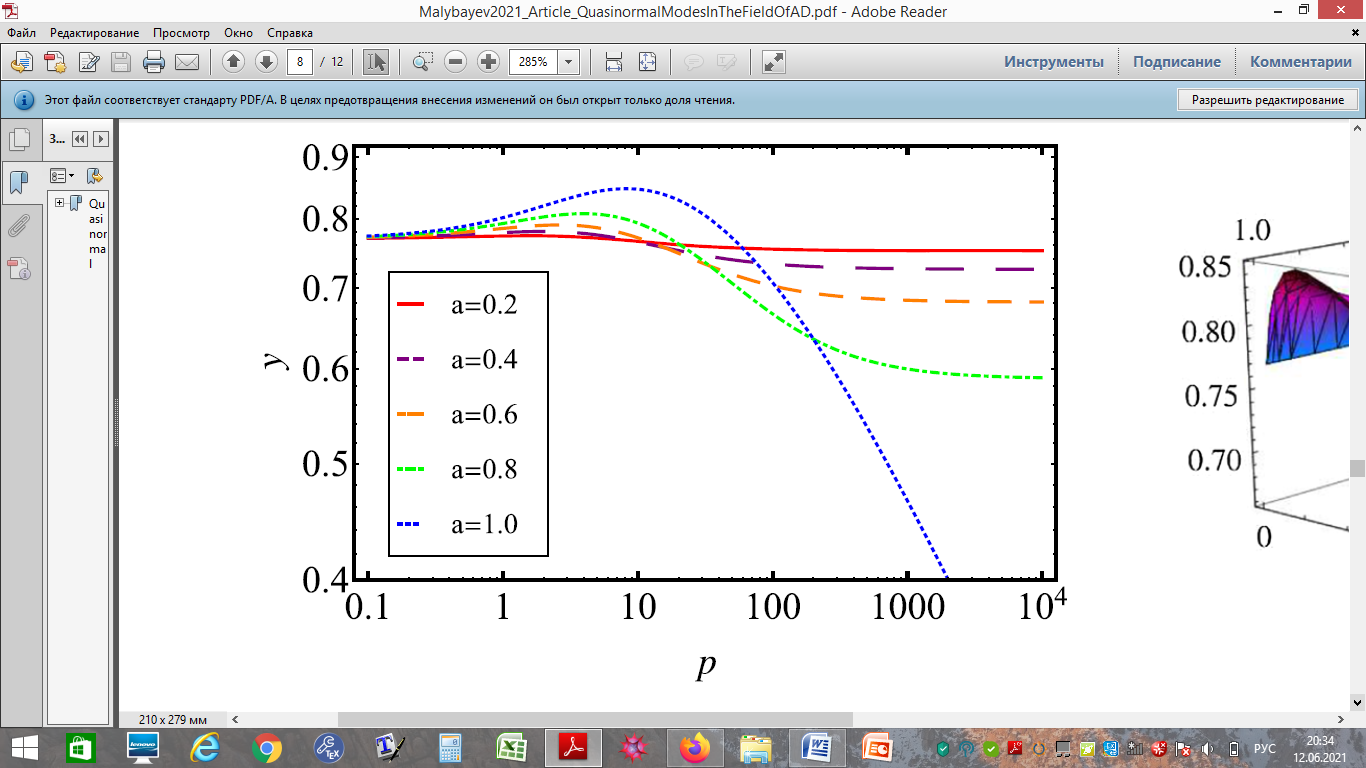 Malybayev2021_Article_QuasinormalModesInTheFieldOfAD.pdf - Adobe Reader
Файл Редактирование Просмотр Окно Справка
8 / 12 285% Инструменты Подписание Комментарии
Этот файл соответствует стандарту PDF/A. В целях предотвращения внесения изменений он был открыт только доля чтения. Разрешить редактирование
З...
Qu
asi
nor
ma
l
0.9
0.8
0.7
0.6
0.5
0.4
y
a=0.2
a=0.4
a=0.6
a=0.8
a=1.0
0.1 1 10 100 1000 10⁴
p
1.0
0.85
0.80
0.75
0.70
0
210 x 279 мм
lenovo
TEX
РУС
20:34
12.06.2021